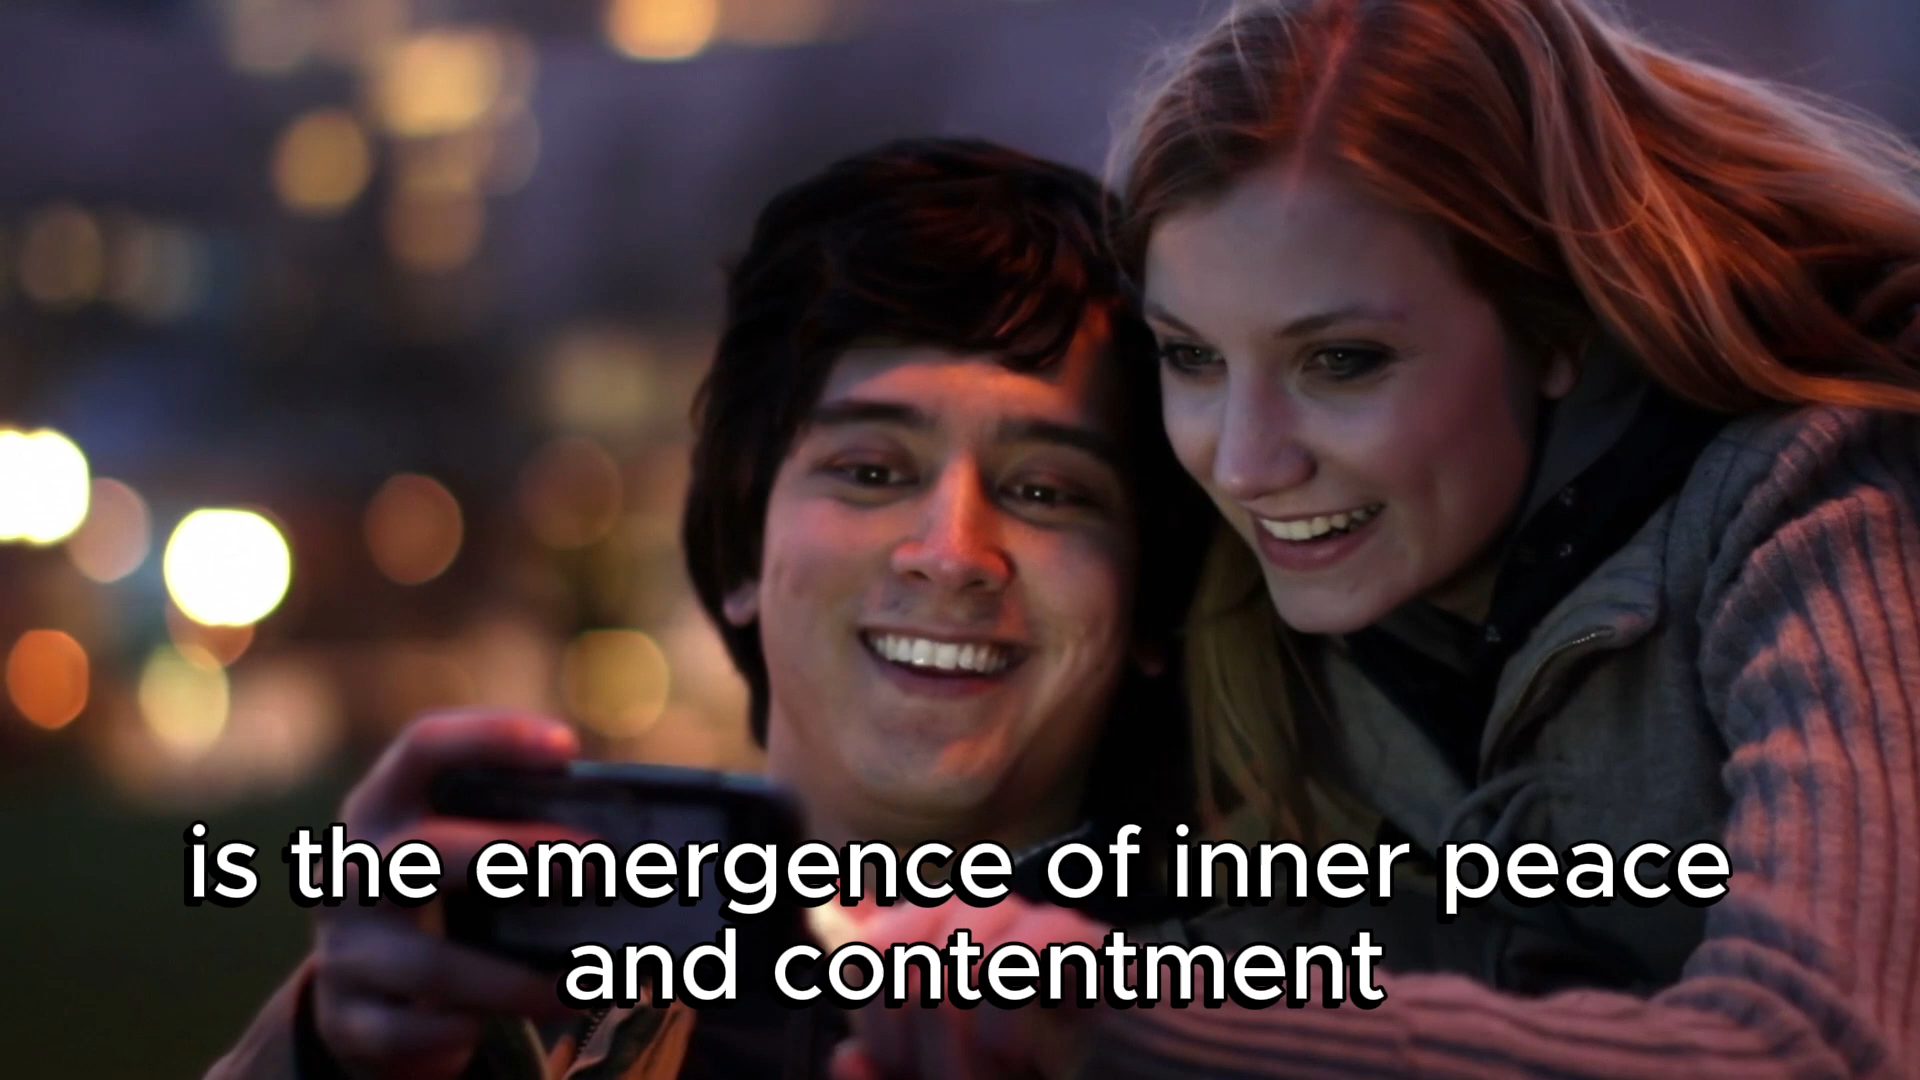 is the emergence of inner peace
and contentment